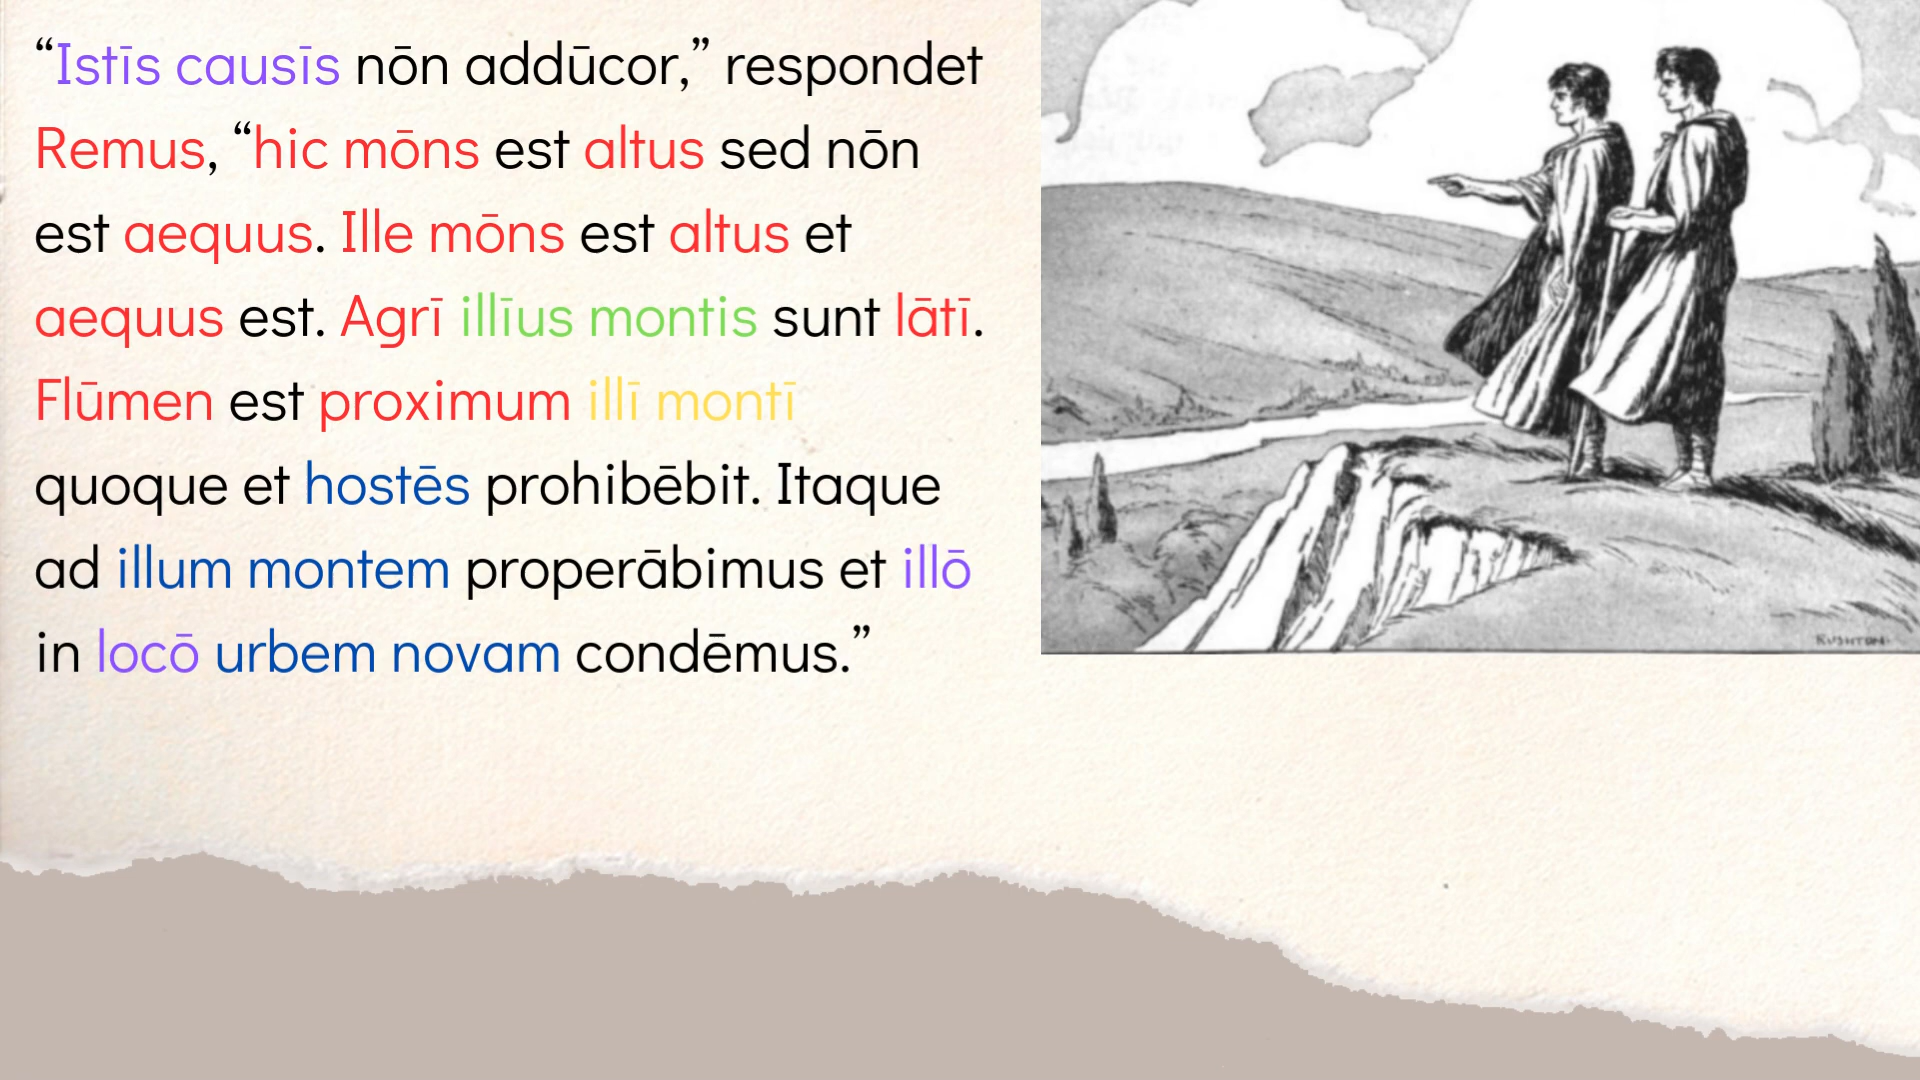 “Istīs causīs nōn addūcor,” respondet
Remus, “hic mōns est altus sed nōn
est aequus. Ille mōns est altus et
aequus est. Agrī illīus montis sunt lātī.
Flūmen est proximum illī montī
quoque et hostēs prohibēbit. Itaque
ad illum montem properābimus et illō
in locō urbem novam condēmus.”
RUSHTON